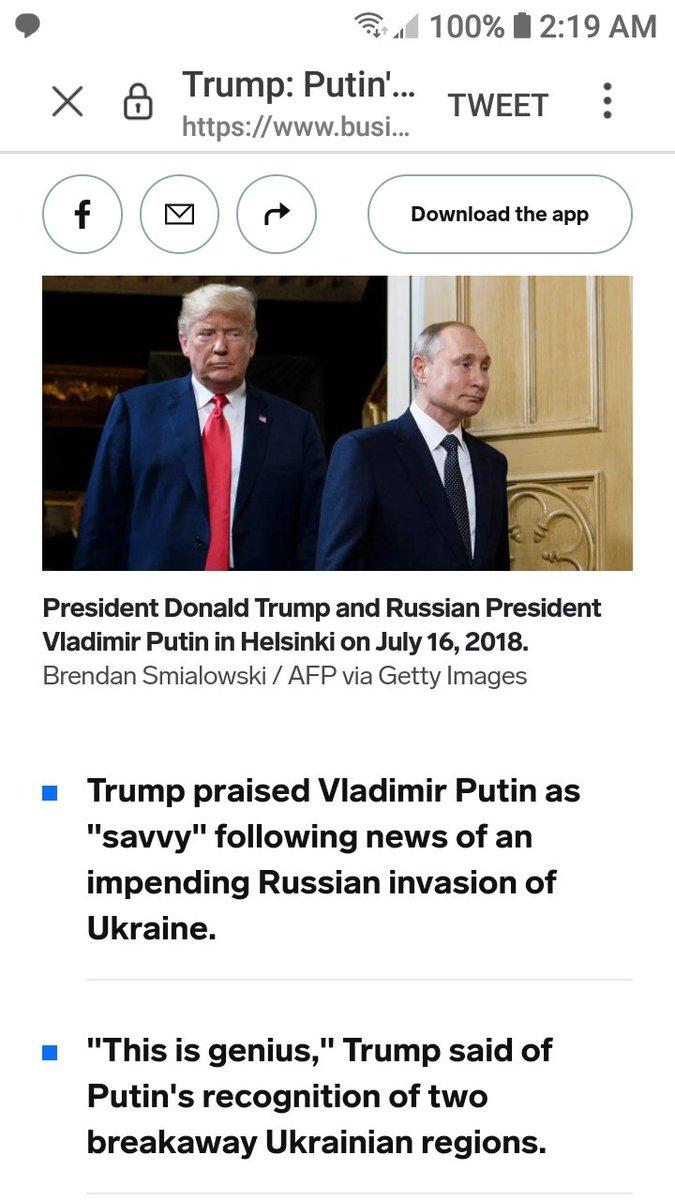 100% 2:19 AM
Trump: Putin'...
https://www.busi...
TWEET
f
Download the app
President Donald Trump and Russian President
Vladimir Putin in Helsinki on July 16, 2018.
Brendan Smialowski / AFP via Getty Images
Trump praised Vladimir Putin as
"savvy" following news of an
impending Russian invasion of
Ukraine.
"This is genius," Trump said of
Putin's recognition of two
breakaway Ukrainian regions.